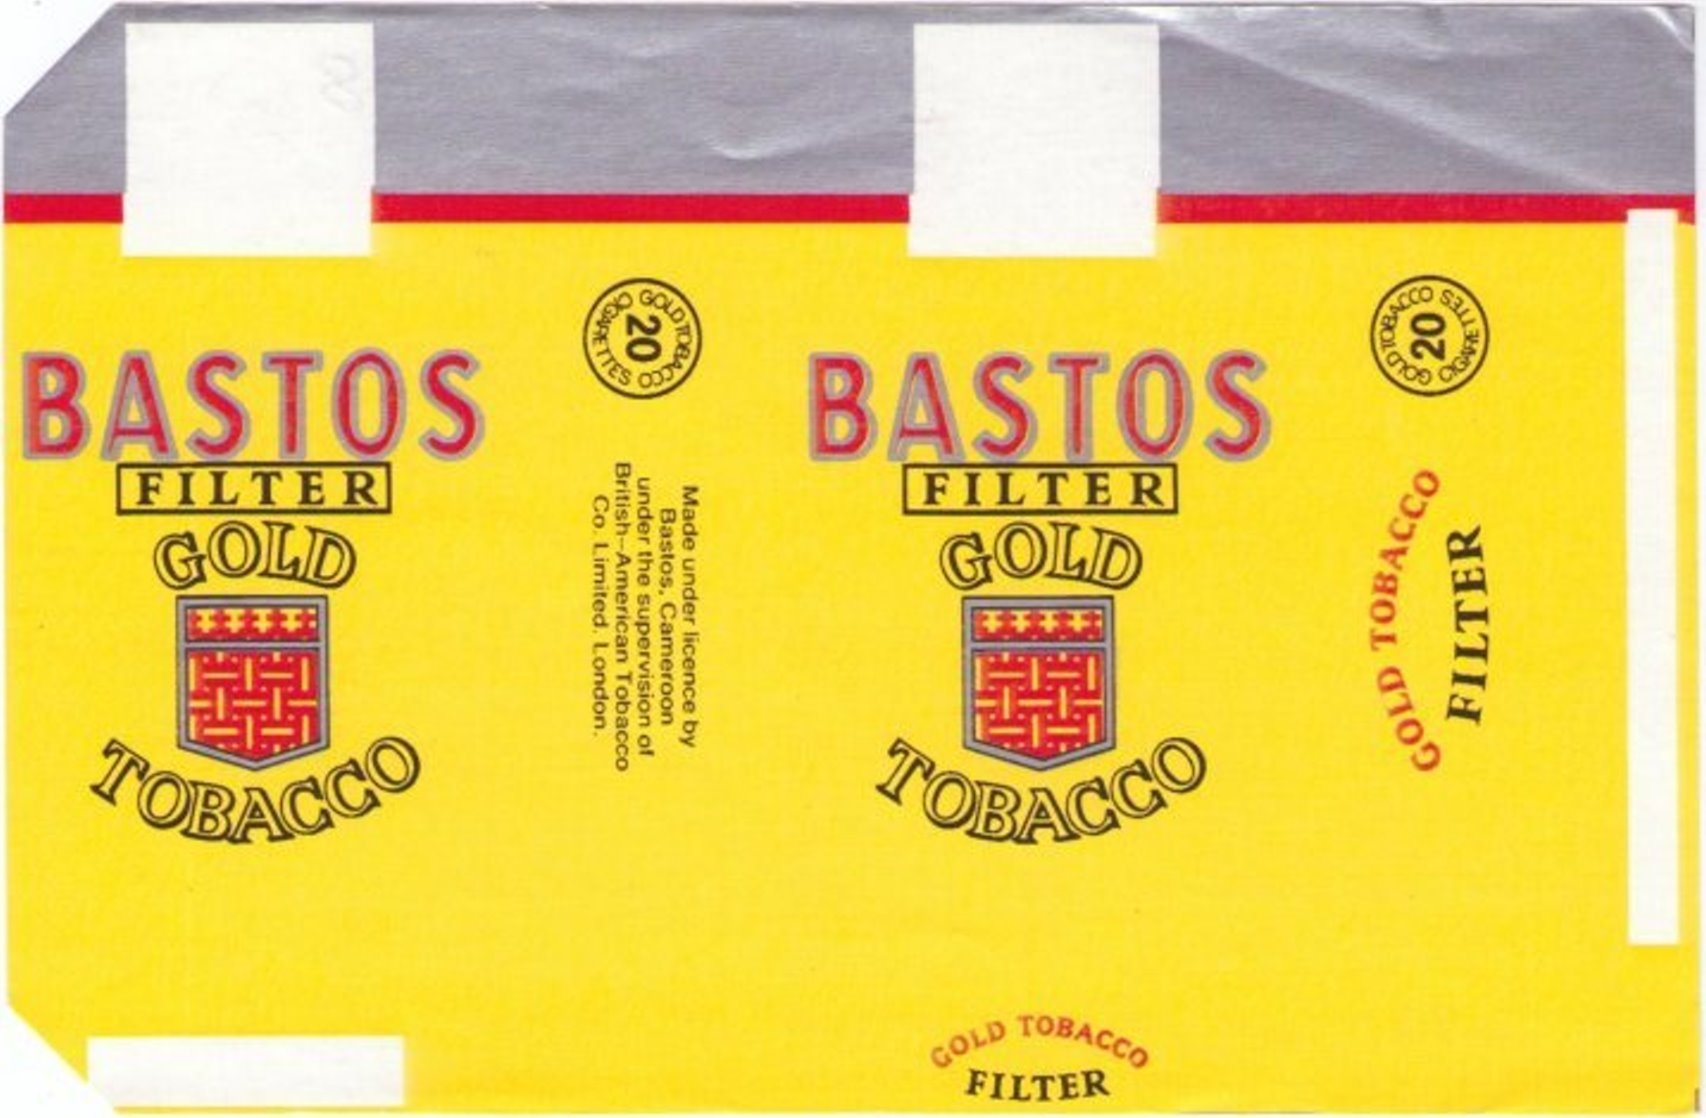 BASTOS
FILTER
GOLD
TOBACCO
GOLD TOBACCO
20
CIGARETTES
Made under licence by
Bastos, Cameroon
under the supervision of
British-American Tobacco
Co. Limited. London.
BASTOS
FILTER
GOLD
TOBACCO
GOLD TOBACCO
20
CIGARETTES
GOLD TOBACCO
FILTER
GOLD TOBACCO
FILTER